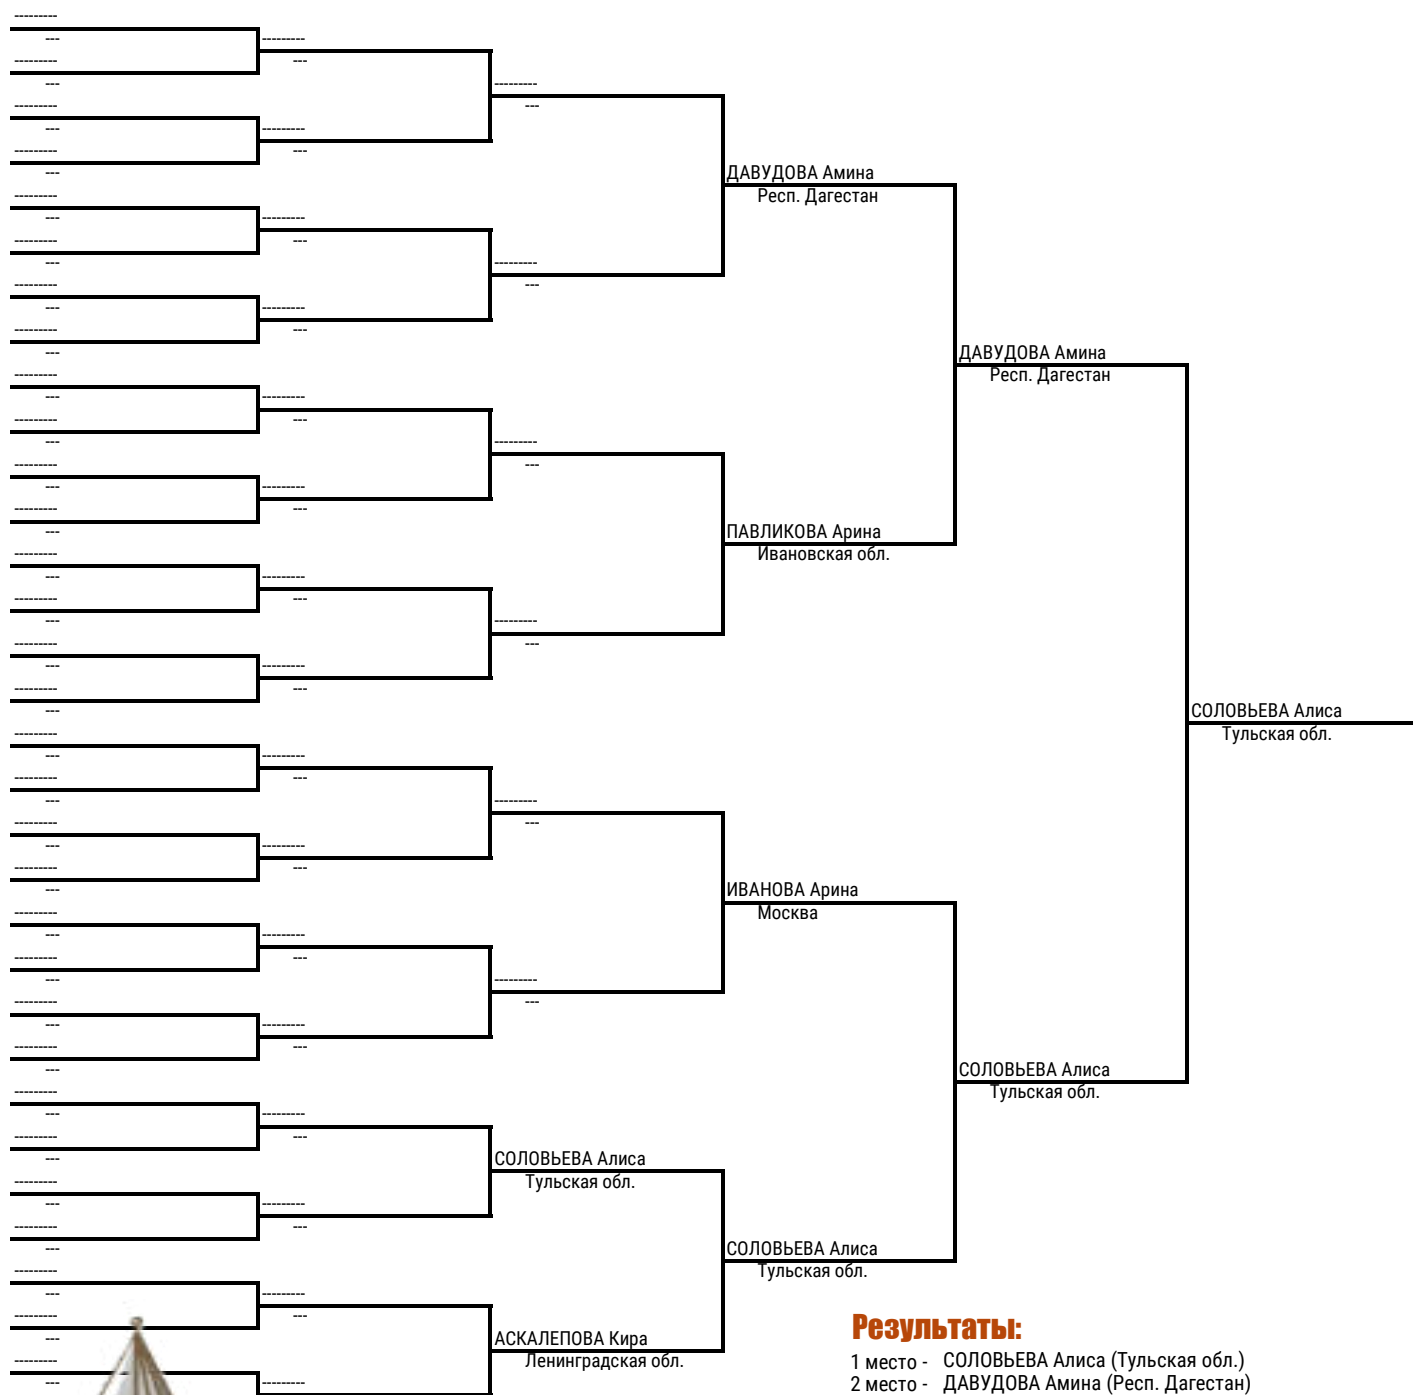 ДАВУДОВА Амина
Респ. Дагестан
ДАВУДОВА Амина
Респ. Дагестан
ПАВЛИКОВА Арина
Ивановская обл.
СОЛОВЬЕВА Алиса
Тульская обл.
ИВАНОВА Арина
Москва
СОЛОВЬЕВА Алиса
Тульская обл.
СОЛОВЬЕВА Алиса
Тульская обл.
СОЛОВЬЕВА Алиса
Тульская обл.
АСКАЛЕПОВА Кира
Ленинградская обл.
Результаты:
1 место - СОЛОВЬЕВА Алиса (Тульская обл.)
2 место - ДАВУДОВА Амина (Респ. Дагестан)